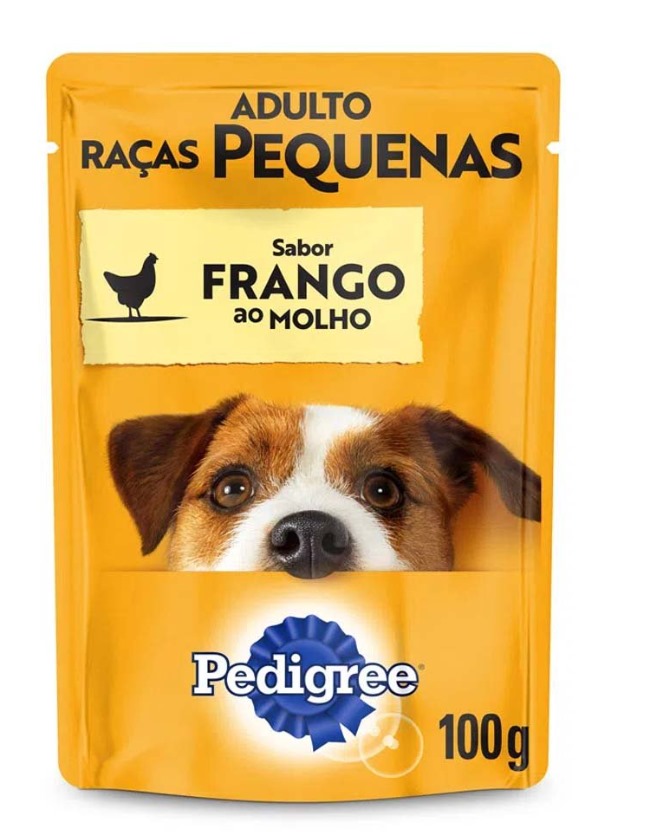 ADULTO
RAÇAS PEQUENAS
Sabor
FRANGO
ao MOLHO
Pedigree®
100g